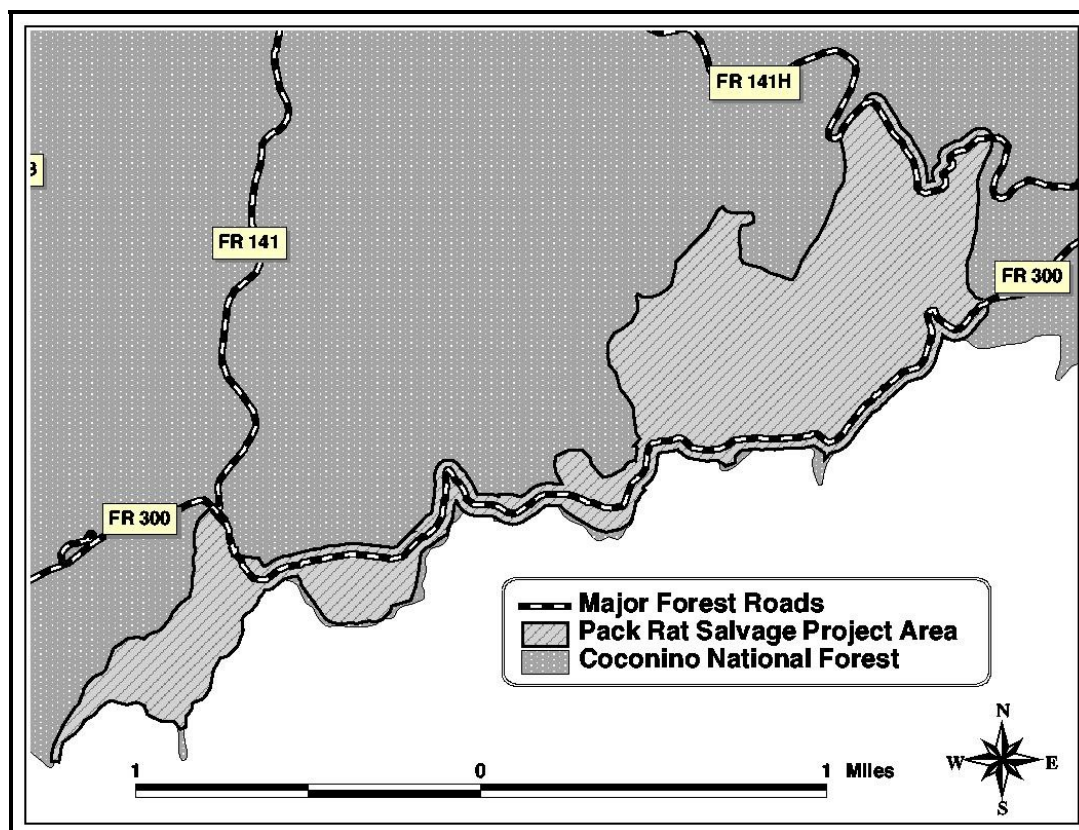 FR 141H
FR 141
FR 300
FR 300
Major Forest Roads
Pack Rat Salvage Project Area
Coconino National Forest
N
W
E
S
1
0
1
Miles